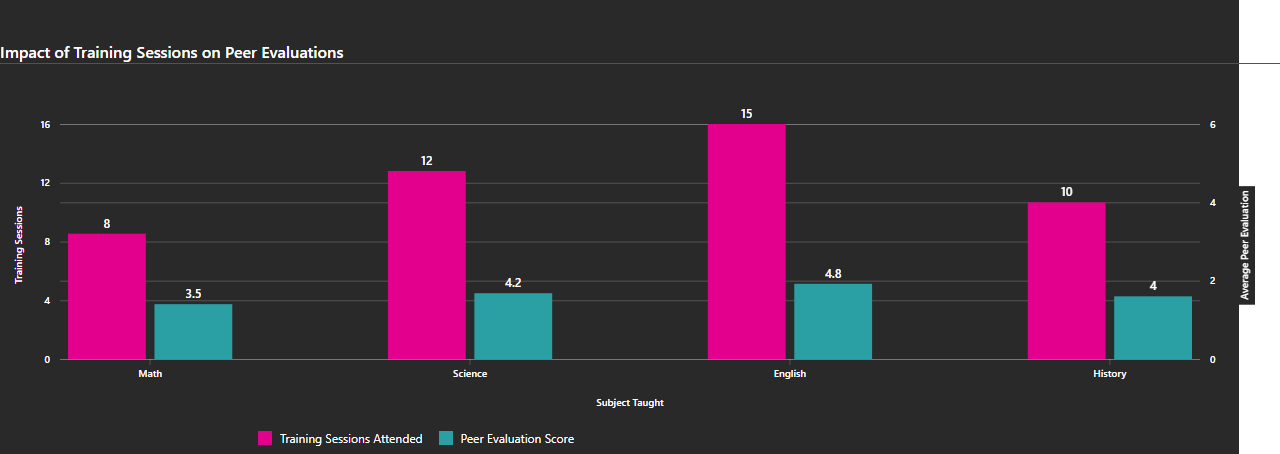 Impact of Training Sessions on Peer Evaluations
16
12
8
4
0
Training Sessions
8
3.5
12
4.2
15
4.8
10
4
6
4
2
0
Average Peer Evaluation
Math
Science
English
History
Subject Taught
Training Sessions Attended
Peer Evaluation Score